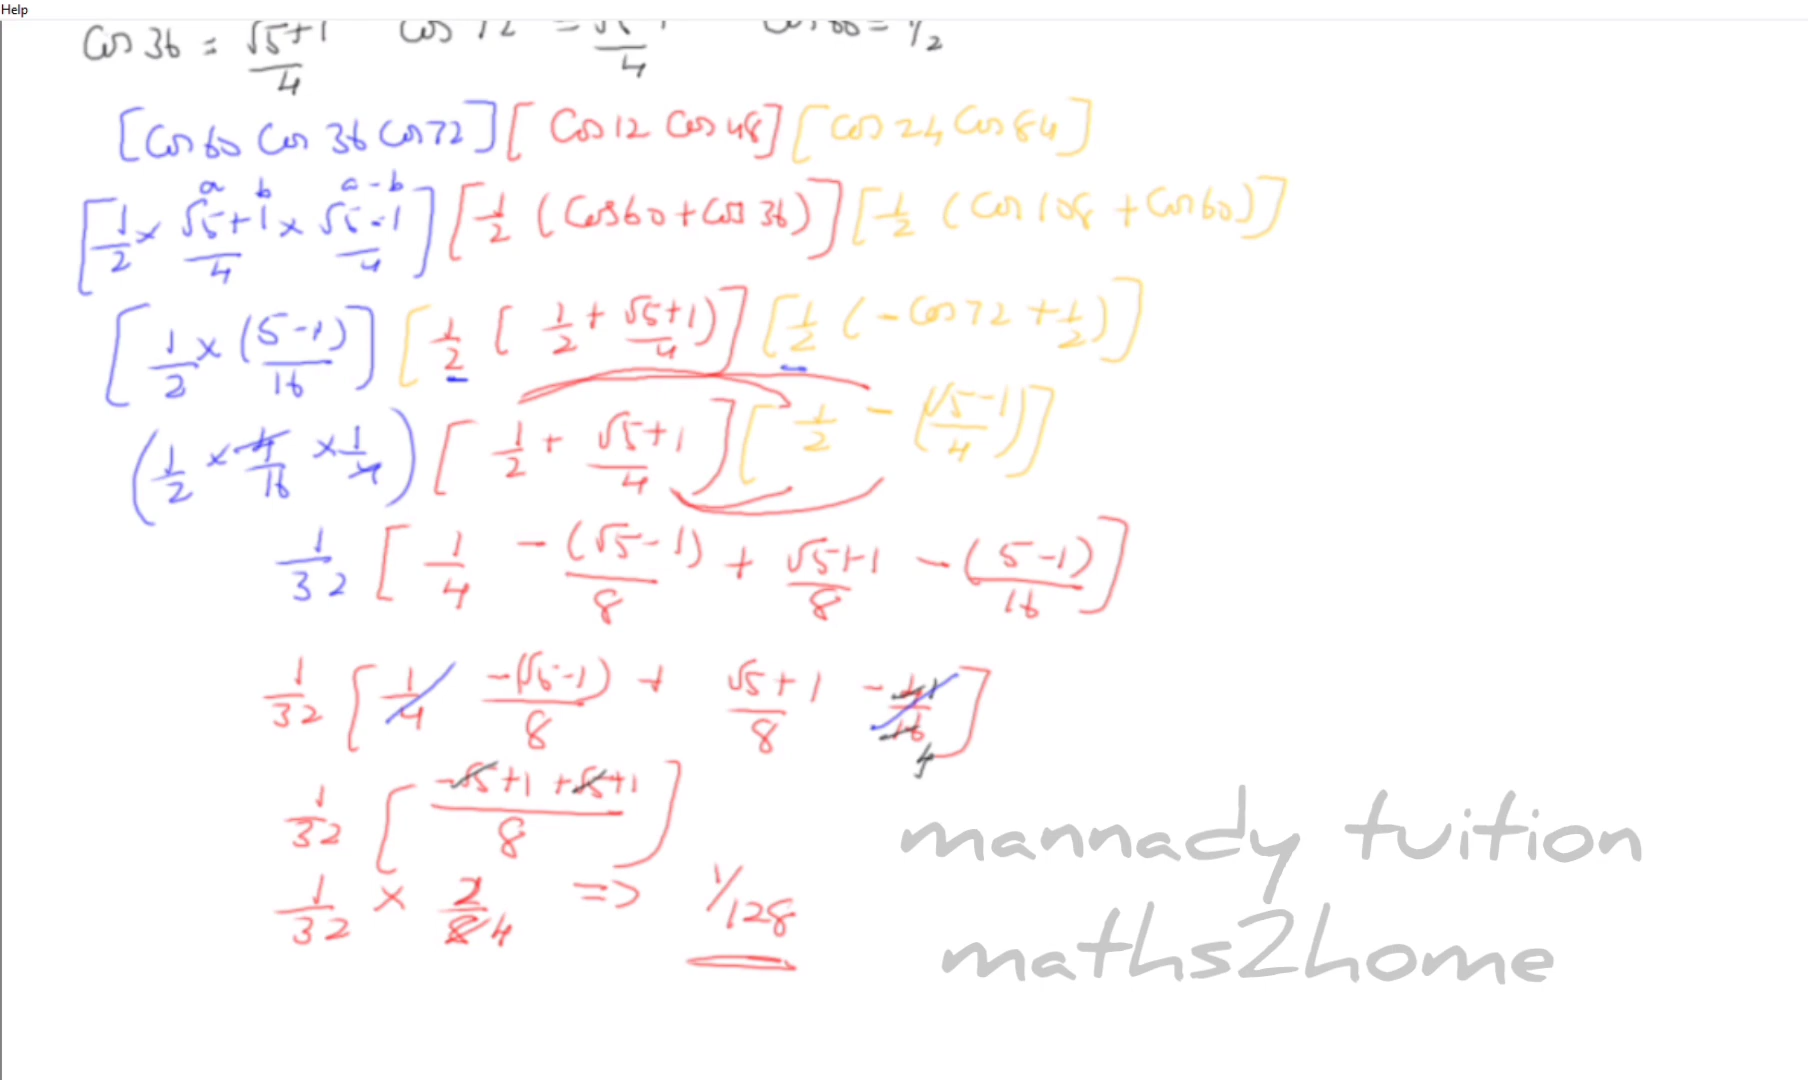 Help
Cos 36 = √5+1/4 Cos 72 = √5-1/4 Cos 60 = 1/2
[Cos 60 Cos 36 Cos 72] [Cos 12 Cos 48] [Cos 24 Cos 84]
a b a - b
[1/2 × √5+1/4 × √5-1/4] [1/2 (Cos 60 + Cos 36)] [1/2 (Cos 108 + Cos 60)]
[1/2 × (5-1)/16] [1/2 [1/2 + √5+1)/4] [1/2 (-Cos 72 + 1/2)]
(1/2 × 4/16 × 1/4) [1/2 + √5+1/4] [1/2 - (√5-1)/4]
1/32 [1/4 - (√5-1)/8 + √5+1/8 - (5-1)/16]
1/32 [1/4 -(√5-1)/8 + √5+1/8 - 4/16 1 4]
1/32 [-√5+1+√5+1/8]
1/32 × 2/8 4 => 1/128
mannady tuition
maths2home